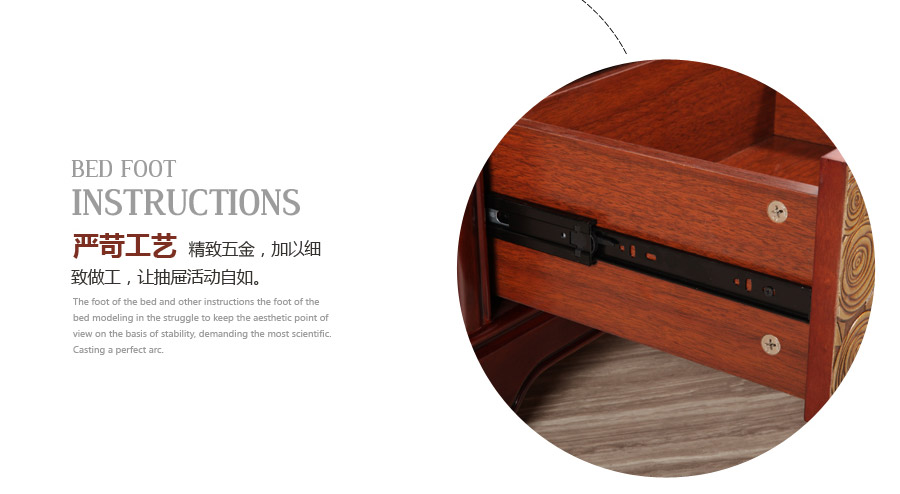 BED FOOT
INSTRUCTIONS
严苛工艺 精致五金，加以细
致做工，让抽屉活动自如。
The foot of the bed and other instructions the foot of the
bed modeling in the struggle to keep the aesthetic point of
view on the basis of stability, demanding the most scientific.
Casting a perfect arc.